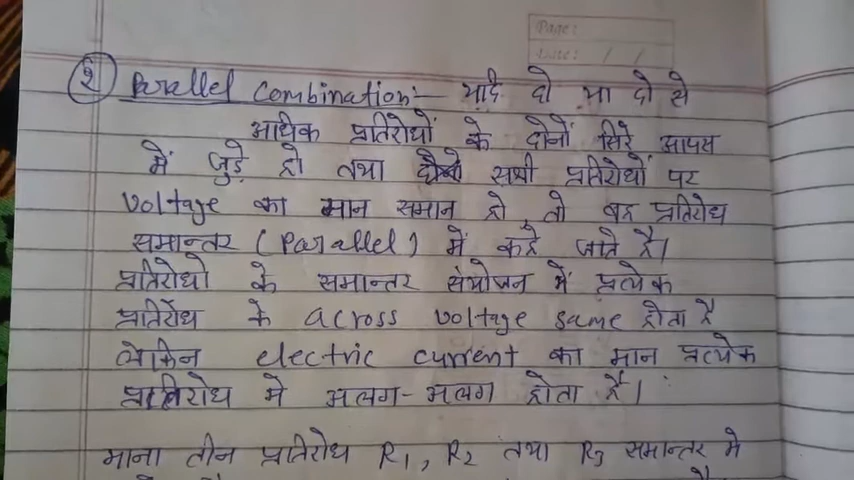 Page:
Date: / /
② Parallel Combination:- यदि दो या दो से
अधिक प्रतिरोधों के दोनों सिरे आपस
में जुड़े हो तथा सभी प्रतिरोधों पर
voltage का मान समान हो, तो वह प्रतिरोध
समान्तर (Parallel) में कहे जाते है।
प्रतिरोधो के समान्तर संयोजन में प्रत्येक
प्रतिरोध के across voltage same होता है
लेकिन electric current का मान प्रत्येक
प्रतिरोध मे अलग-अलग होता है।
माना तीन प्रतिरोध R1, R2 तथा R3 समान्तर मे